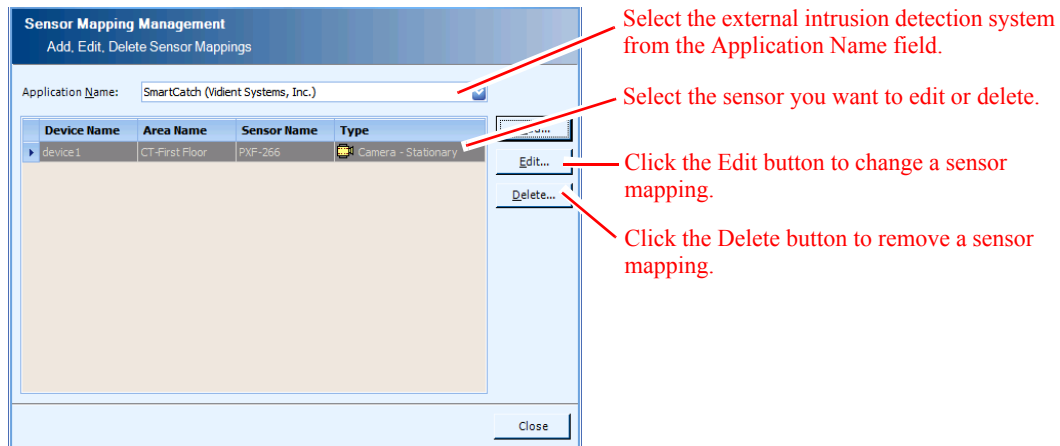 Sensor Mapping Management
Add, Edit, Delete Sensor Mappings
Select the external intrusion detection system
from the Application Name field.
Application Name: SmartCatch (Vidient Systems, Inc.)
Select the sensor you want to edit or delete.
Device Name Area Name Sensor Name Type
device1 CT-First Floor PXF-266 Camera - Stationary
Edit...
Click the Edit button to change a sensor
mapping.
Delete...
Click the Delete button to remove a sensor
mapping.
Close